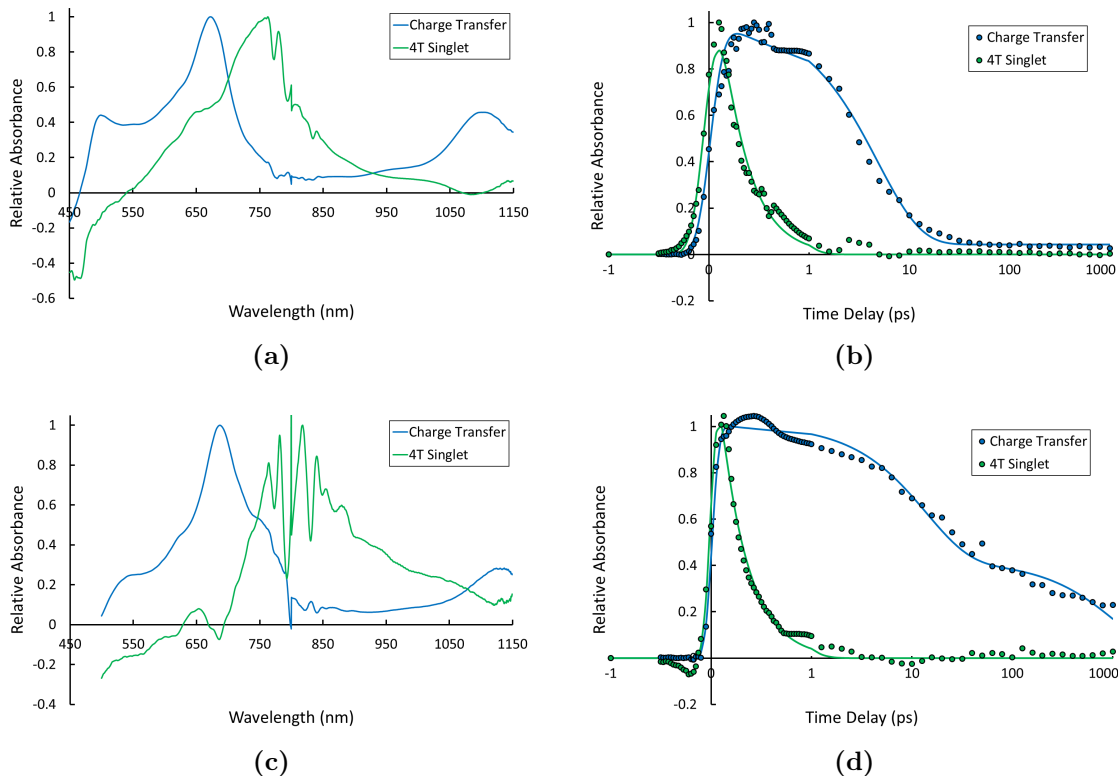 Relative Absorbance
1
0.8
0.6
0.4
0.2
0
-0.2
-0.4
-0.6
450 550 650 750 850 950 1050 1150
Wavelength (nm)
Charge Transfer
4T Singlet
(a)
Relative Absorbance
1
0.8
0.6
0.4
0.2
0
-0.2
-1 0 1 10 100 1000
Time Delay (ps)
Charge Transfer
4T Singlet
(b)
Relative Absorbance
1
0.8
0.6
0.4
0.2
0
-0.2
-0.4
450 550 650 750 850 950 1050 1150
Wavelength (nm)
Charge Transfer
4T Singlet
(c)
Relative Absorbance
1
0.8
0.6
0.4
0.2
0
-0.2
-1 0 1 10 100 1000
Time Delay (ps)
Charge Transfer
4T Singlet
(d)